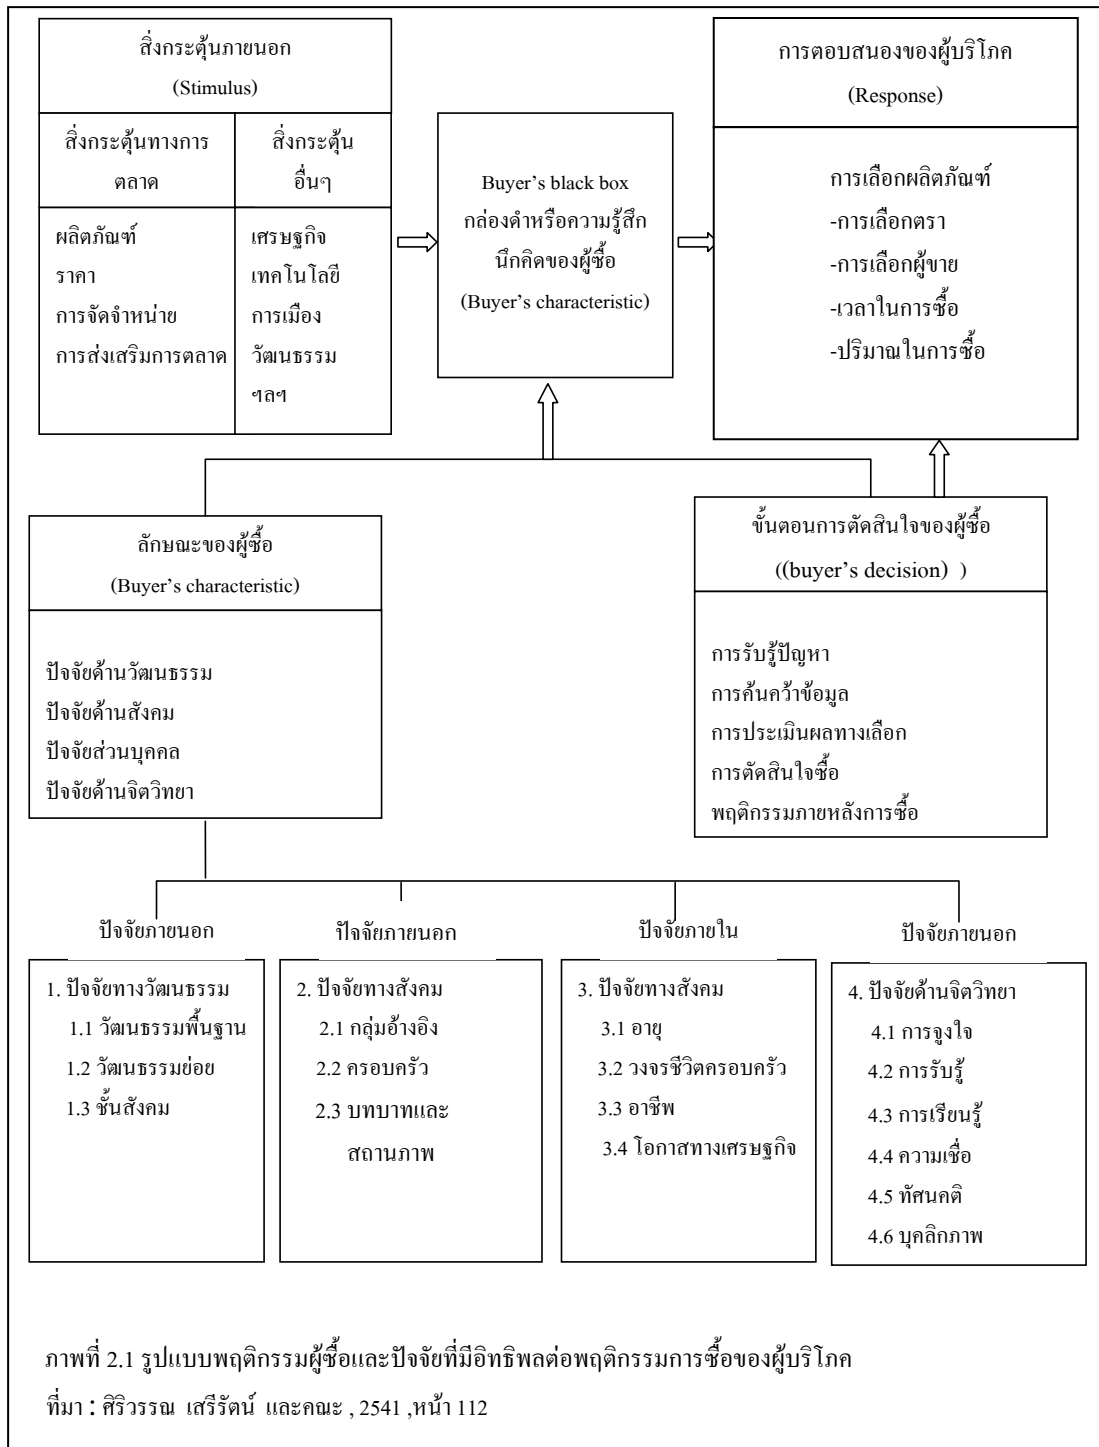 สิ่งกระตุ้นภายนอก
(Stimulus)
สิ่งกระตุ้นทางการ
ตลาด
สิ่งกระตุ้น
อื่นๆ
ผลิตภัณฑ์
ราคา
การจัดจำหน่าย
การส่งเสริมการตลาด
เศรษฐกิจ
เทคโนโลยี
การเมือง
วัฒนธรรม
ฯลฯ
Buyer's black box
กล่องดำหรือความรู้สึก
นึกคิดของผู้ซื้อ
(Buyer's characteristic)
การตอบสนองของผู้บริโภค
(Response)
การเลือกผลิตภัณฑ์
-การเลือกตรา
-การเลือกผู้ขาย
-เวลาในการซื้อ
-ปริมาณในการซื้อ
ลักษณะของผู้ซื้อ
(Buyer's characteristic)
ปัจจัยด้านวัฒนธรรม
ปัจจัยด้านสังคม
ปัจจัยส่วนบุคคล
ปัจจัยด้านจิตวิทยา
ขั้นตอนการตัดสินใจของผู้ซื้อ
((buyer's decision) )
การรับรู้ปัญหา
การค้นคว้าข้อมูล
การประเมินผลทางเลือก
การตัดสินใจซื้อ
พฤติกรรมภายหลังการซื้อ
ปัจจัยภายนอก
1. ปัจจัยทางวัฒนธรรม
1.1 วัฒนธรรมพื้นฐาน
1.2 วัฒนธรรมย่อย
1.3 ชั้นสังคม
ปัจจัยภายนอก
2. ปัจจัยทางสังคม
2.1 กลุ่มอ้างอิง
2.2 ครอบครัว
2.3 บทบาทและ
สถานภาพ
ปัจจัยภายใน
3. ปัจจัยทางสังคม
3.1 อายุ
3.2 วงจรชีวิตครอบครัว
3.3 อาชีพ
3.4 โอกาสทางเศรษฐกิจ
ปัจจัยภายนอก
4. ปัจจัยด้านจิตวิทยา
4.1 การจูงใจ
4.2 การรับรู้
4.3 การเรียนรู้
4.4 ความเชื่อ
4.5 ทัศนคติ
4.6 บุคลิกภาพ
ภาพที่ 2.1 รูปแบบพฤติกรรมผู้ซื้อและปัจจัยที่มีอิทธิพลต่อพฤติกรรมการซื้อของผู้บริโภค
ที่มา : ศิริวรรณ เสรีรัตน์ และคณะ , 2541 ,หน้า 112